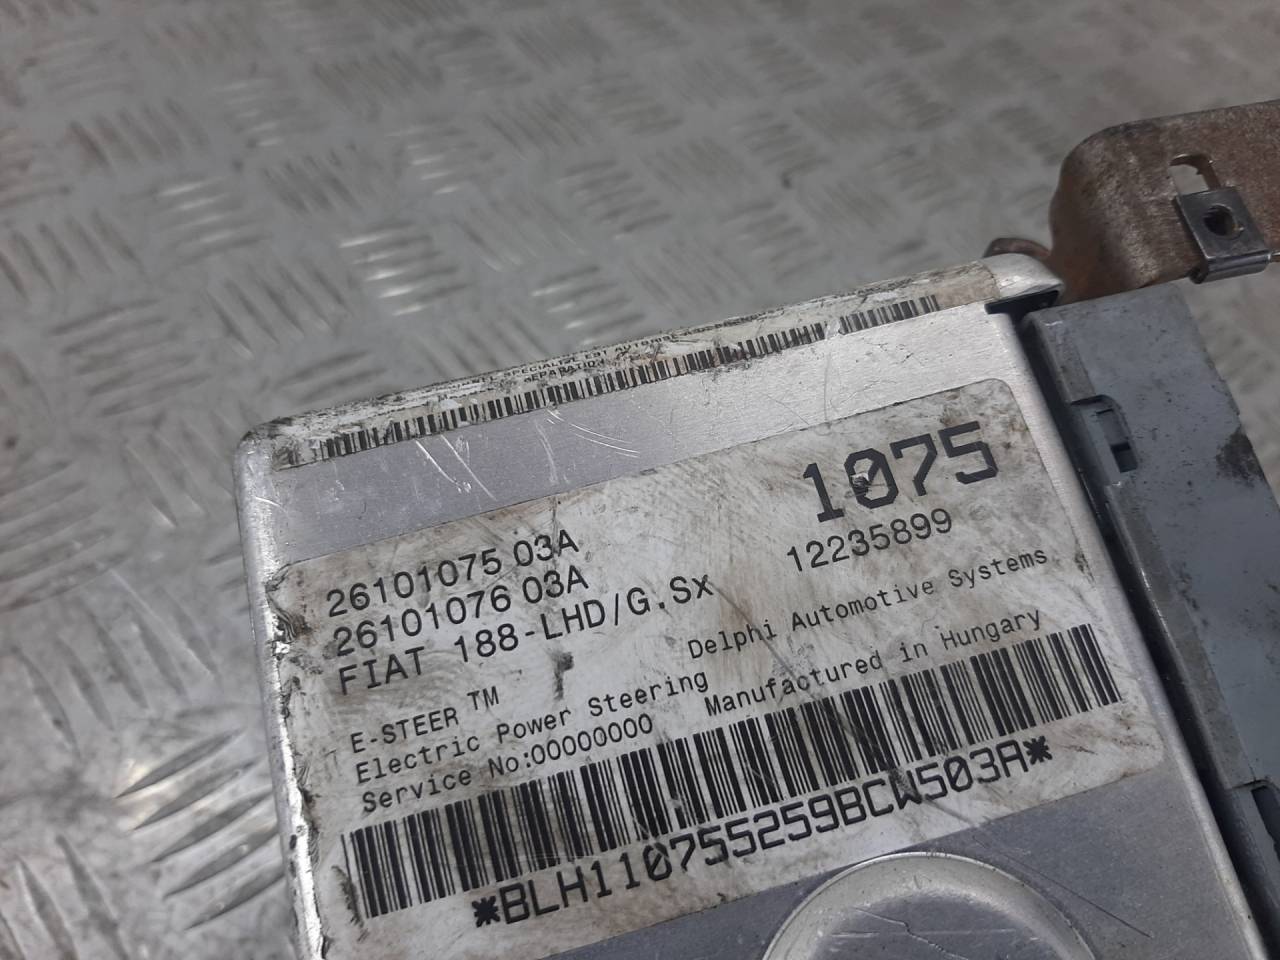 SEPARATION
1075
26101075 03A
12235899
26101076 03A
FIAT 188-LHD/G.Sx
Delphi Automotive Systems
E-STEER TM
Electric Power Steering
Manufactured in Hungary
Service No:00000000
*BLH110755259BCW503A*